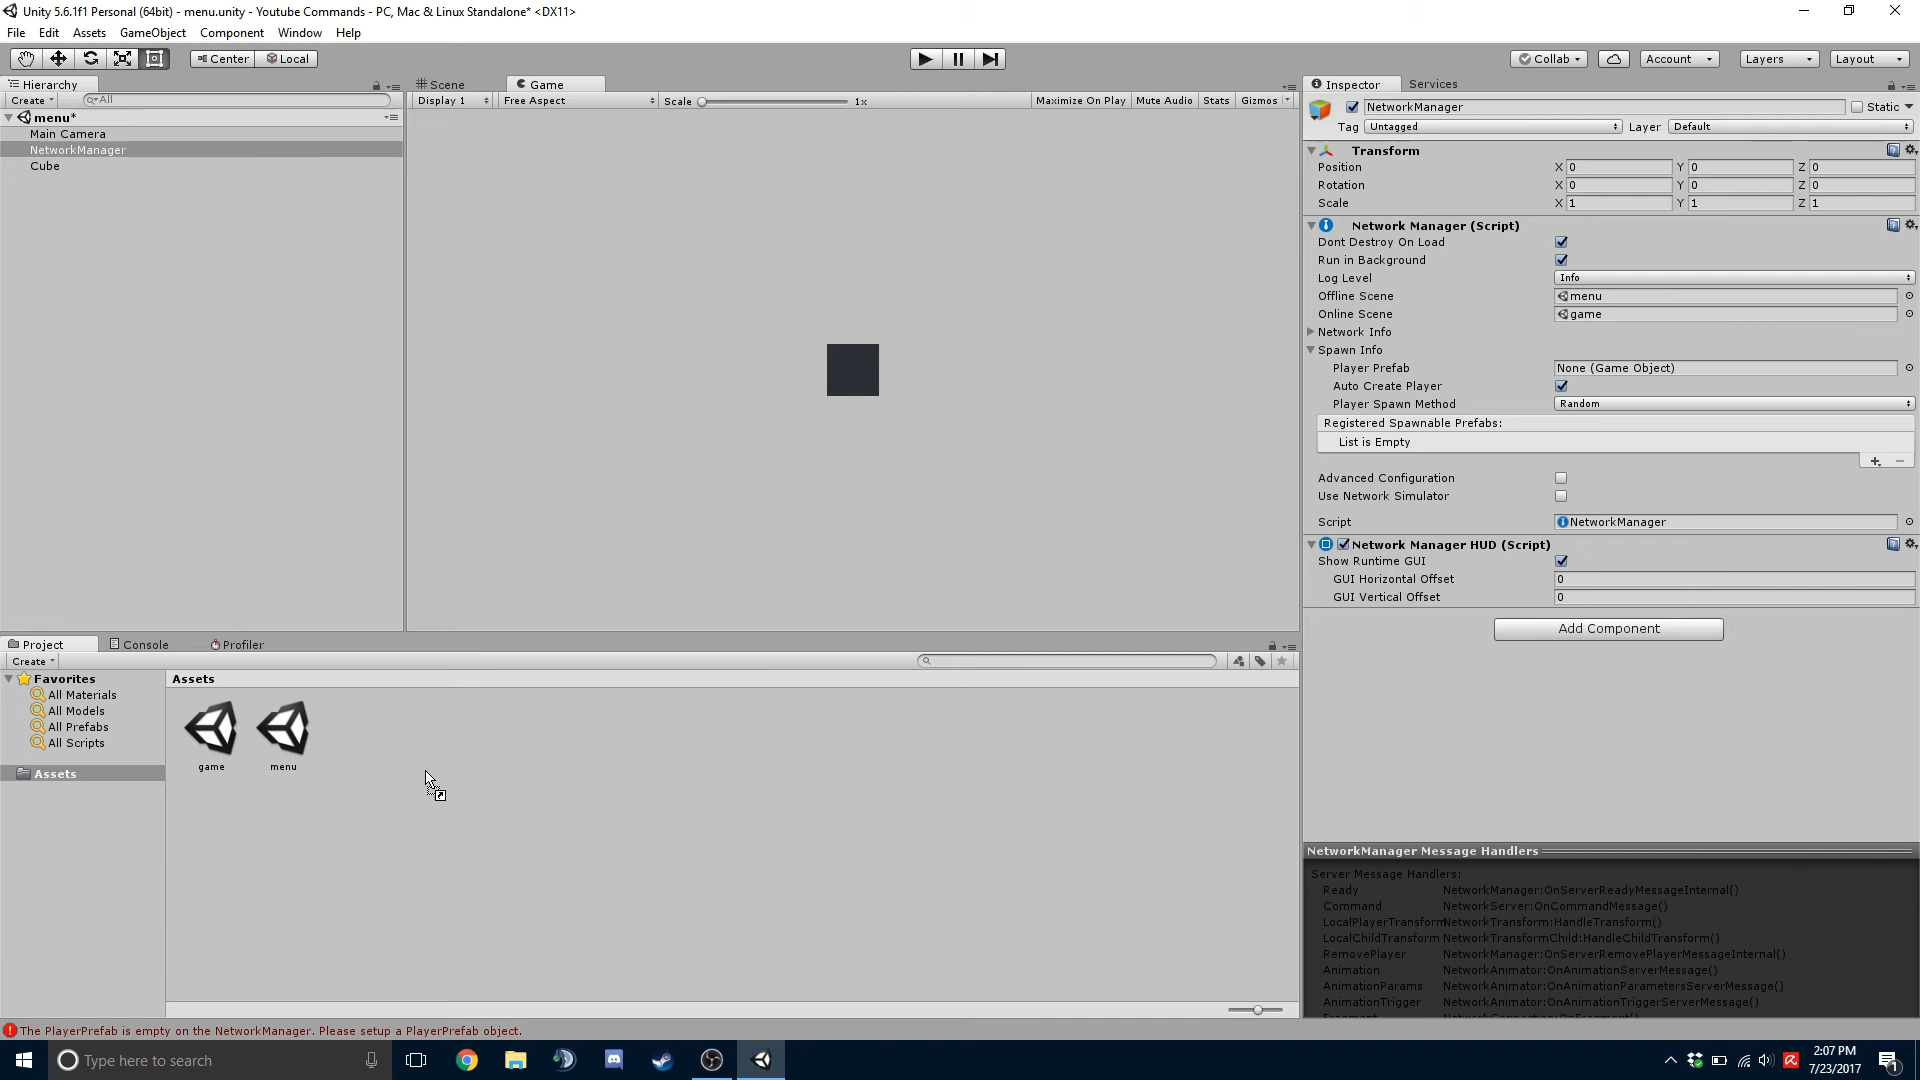 Unity 5.6.1f1 Personal (64bit) - menu.unity - Youtube Commands - PC, Mac & Linux Standalone* <DX11>
File Edit Assets GameObject Component Window Help
Center Local Collab Account Layers Layout
Hierarchy
Create All
menu*
Main Camera
NetworkManager
Cube
Scene Game
Display 1 Free Aspect Scale 1x Maximize On Play Mute Audio Stats Gizmos
Inspector Services
NetworkManager Static
Tag Untagged Layer Default
Transform
Position X 0 Y 0 Z 0
Rotation X 0 Y 0 Z 0
Scale X 1 Y 1 Z 1
Network Manager (Script)
Dont Destroy On Load
Run in Background
Log Level Info
Offline Scene menu
Online Scene game
Network Info
Spawn Info
Player Prefab None (Game Object)
Auto Create Player
Player Spawn Method Random
Registered Spawnable Prefabs:
List is Empty
Advanced Configuration
Use Network Simulator
Script NetworkManager
Network Manager HUD (Script)
Show Runtime GUI
GUI Horizontal Offset 0
GUI Vertical Offset 0
Add Component
Project Console Profiler
Create
Favorites
All Materials
All Models
All Prefabs
All Scripts
Assets
Assets
game menu
NetworkManager Message Handlers
Server Message Handlers:
Ready NetworkManager:OnServerReadyMessageInternal()
Command NetworkServer:OnCommandMessage()
LocalPlayerTransform NetworkTransform:HandleTransform()
LocalChildTransform NetworkTransformChild:HandleChildTransform()
RemovePlayer NetworkManager:OnServerRemovePlayerMessageInternal()
Animation NetworkAnimator:OnAnimationServerMessage()
AnimationParams NetworkAnimator:OnAnimationParametersServerMessage()
AnimationTrigger NetworkAnimator:OnAnimationTriggerServerMessage()
The PlayerPrefab is empty on the NetworkManager. Please setup a PlayerPrefab object.
Type here to search
2:07 PM
7/23/2017
1